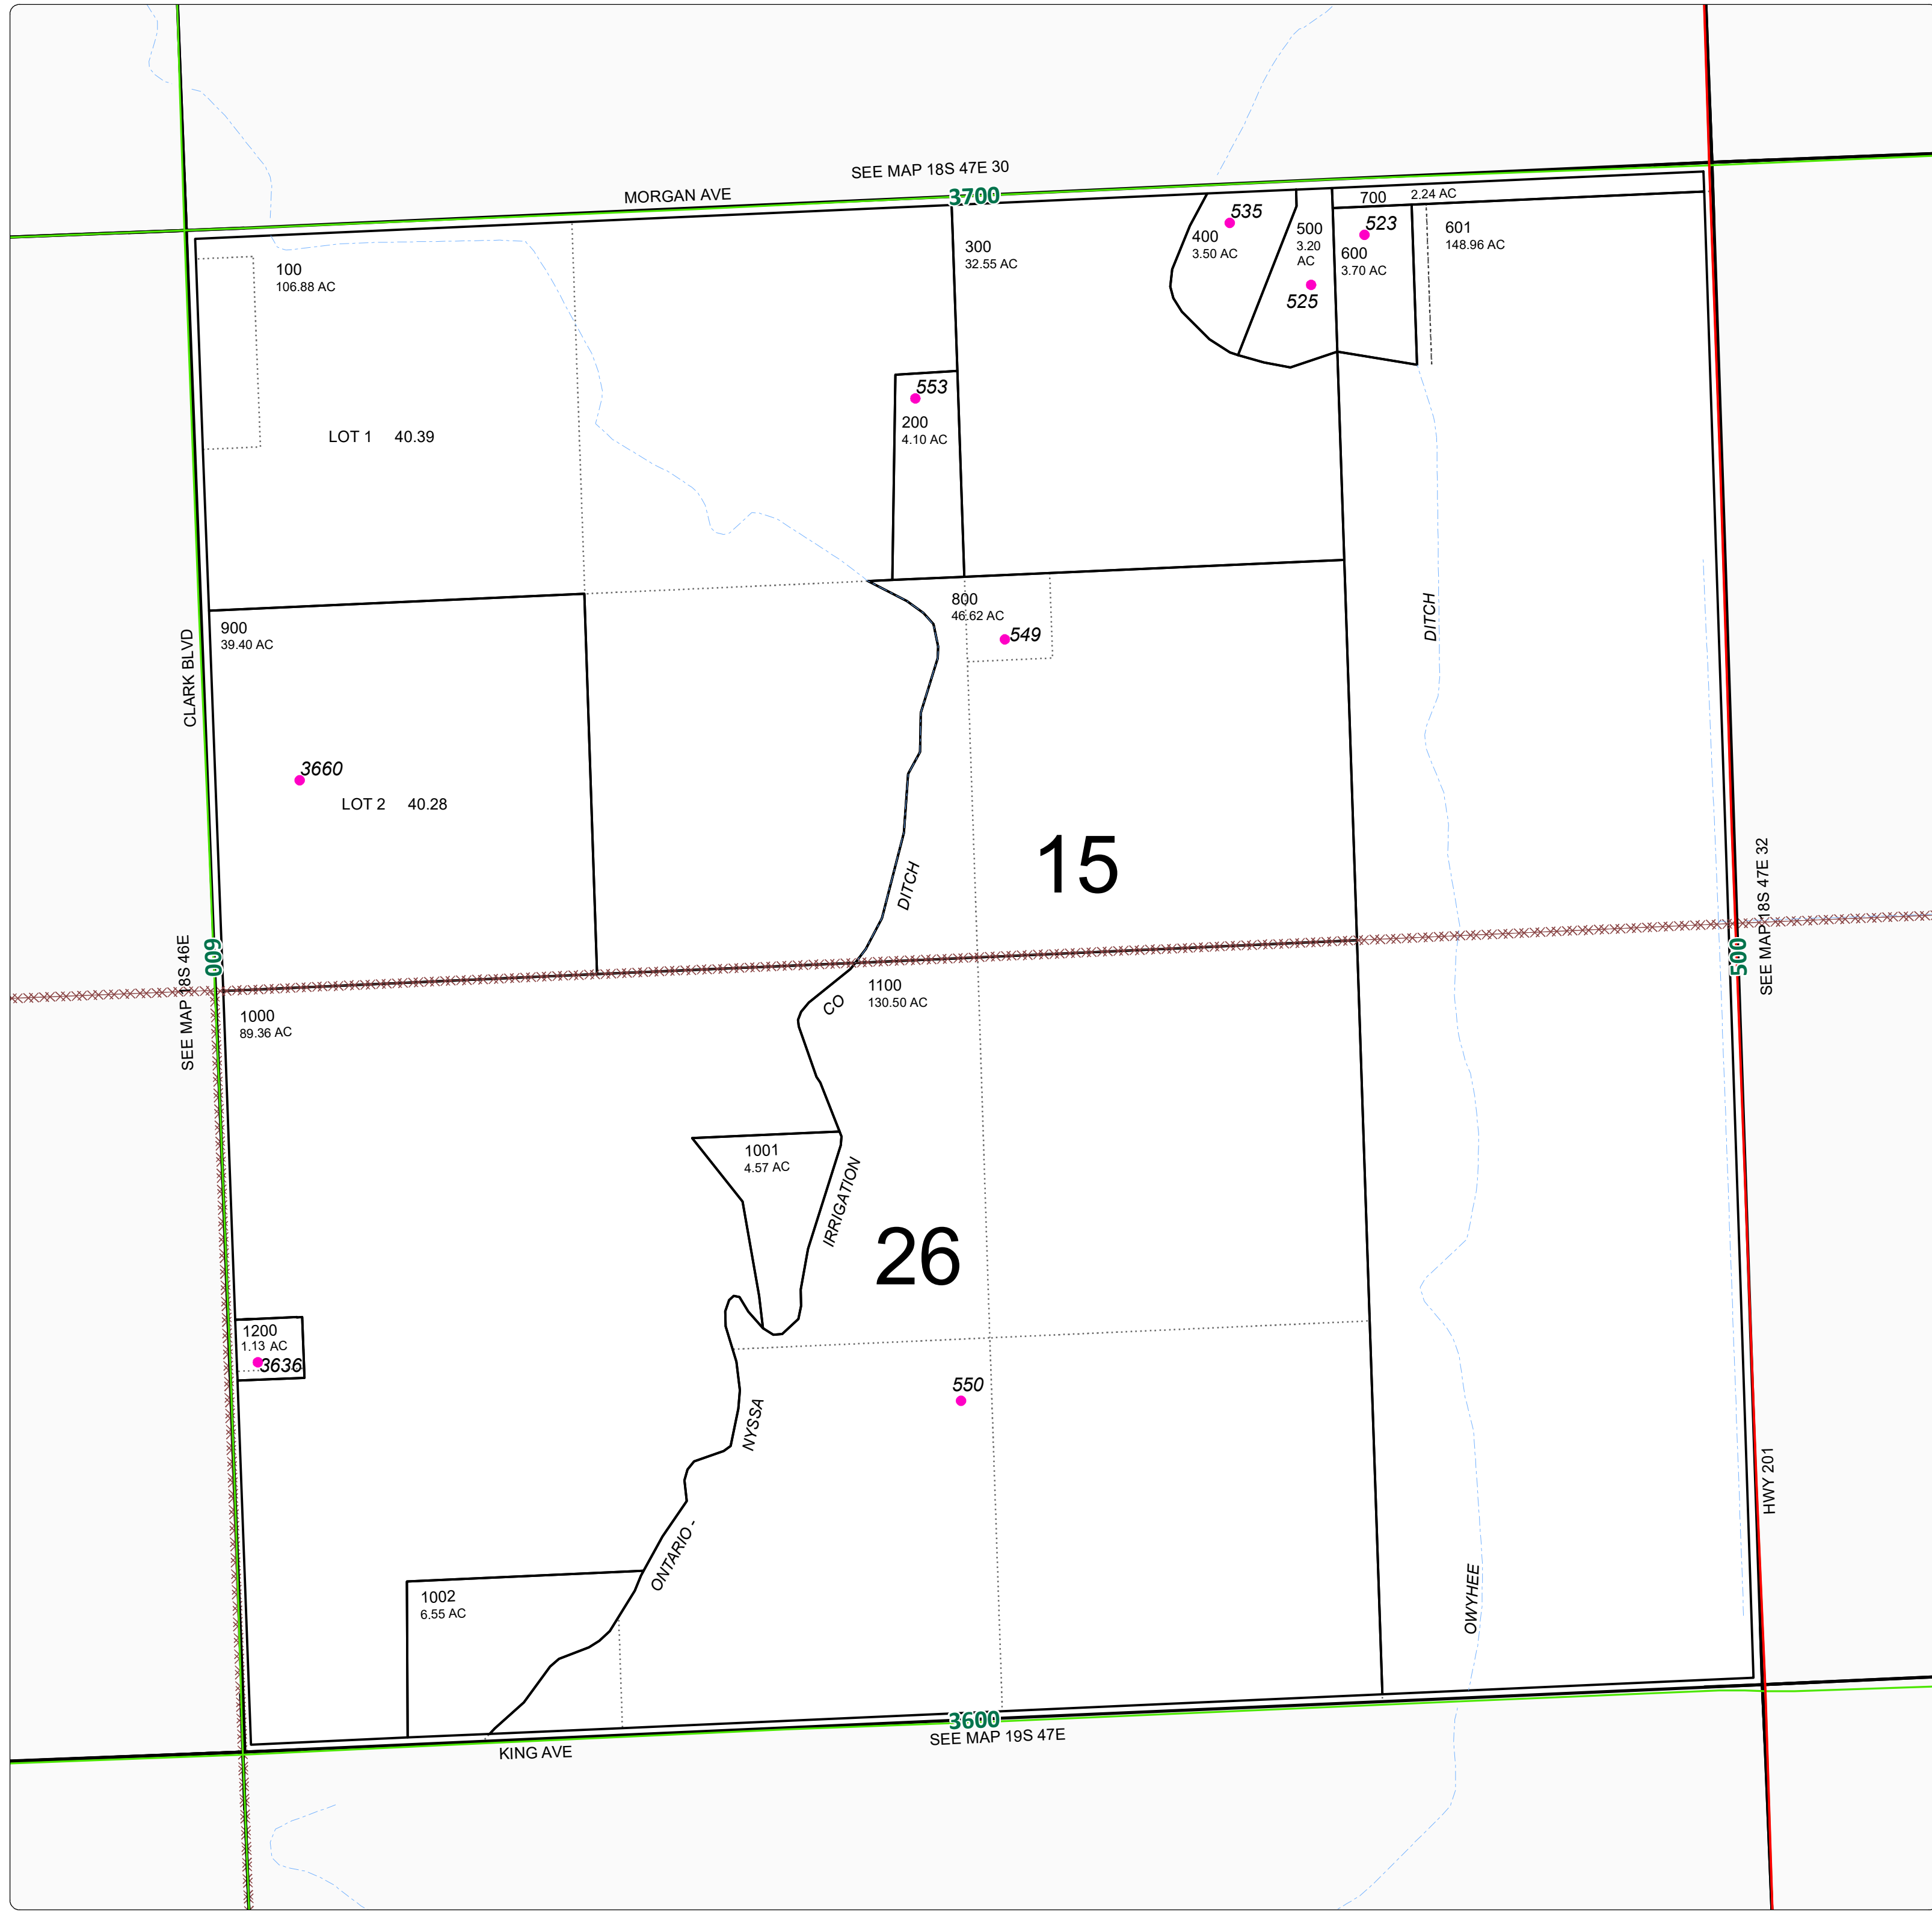 SEE MAP 18S 47E 30
MORGAN AVE
3700
700
2.24 AC
535
400
3.50 AC
500
3.20
AC
525
523
600
3.70 AC
601
148.96 AC
100
106.88 AC
300
32.55 AC
553
200
4.10 AC
LOT 1 40.39
800
46.62 AC
549
900
39.40 AC
DITCH
CLARK BLVD
3660
LOT 2 40.28
15
DITCH
SEE MAP 18S 47E 32
SEE MAP 18S 46E
600
500
1100
130.50 AC
CO
1000
89.36 AC
1001
4.57 AC
IRRIGATION
26
1200
1.13 AC
3636
550
NYSSA
HWY 201
ONTARIO -
OWYHEE
1002
6.55 AC
3600
SEE MAP 19S 47E
KING AVE